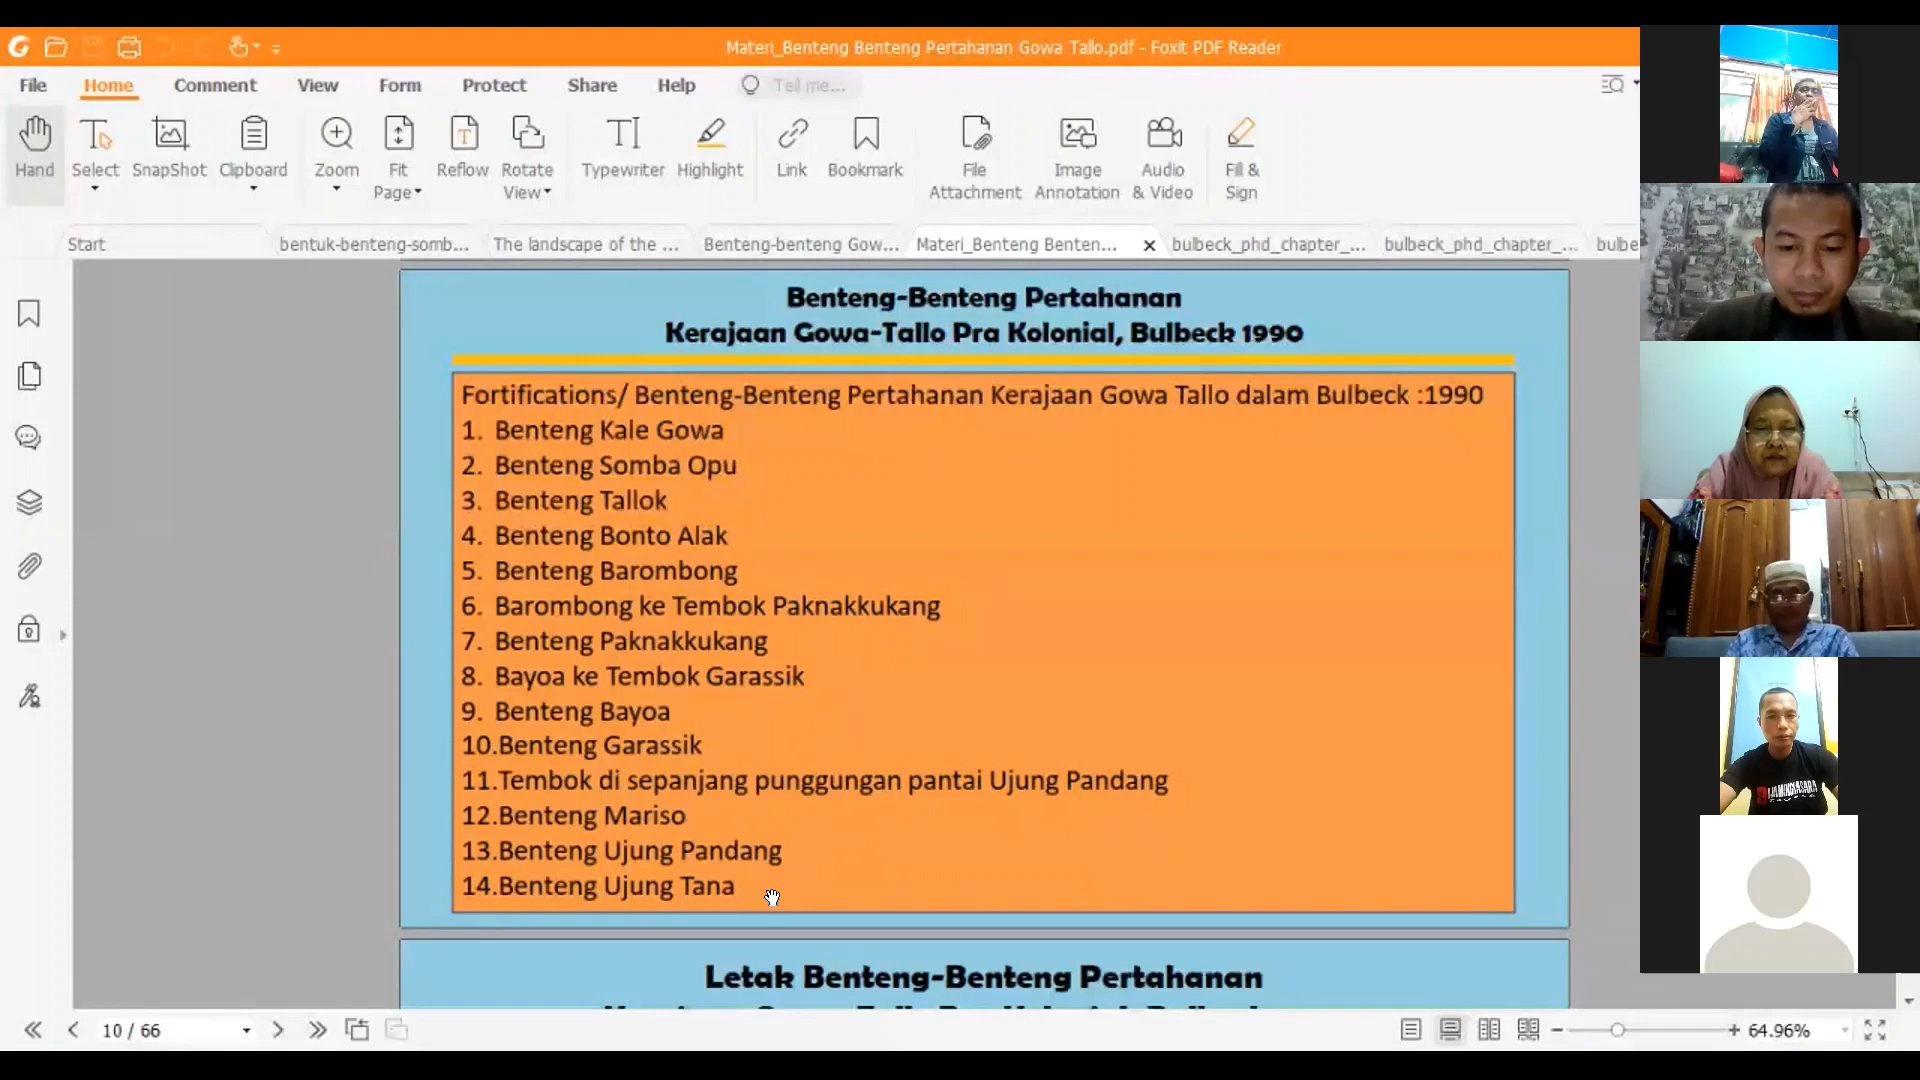 Materi_Benteng Benteng Pertahanan Gowa Tallo.pdf - Foxit PDF Reader
File Home Comment View Form Protect Share Help Tell me...
Hand Select SnapShot Clipboard Zoom Fit Page Reflow Rotate View Typewriter Highlight Link Bookmark File Attachment Image Annotation Audio & Video Fill & Sign
Start bentuk-benteng-somb... The landscape of the ... Benteng-benteng Gow... Materi_Benteng Benten... bulbeck_phd_chapter_... bulbeck_phd_chapter_... bulbe
Benteng-Benteng Pertahanan
Kerajaan Gowa-Tallo Pra Kolonial, Bulbeck 1990
Fortifications/ Benteng-Benteng Pertahanan Kerajaan Gowa Tallo dalam Bulbeck :1990
1. Benteng Kale Gowa
2. Benteng Somba Opu
3. Benteng Tallok
4. Benteng Bonto Alak
5. Benteng Barombong
6. Barombong ke Tembok Paknakkukang
7. Benteng Paknakkukang
8. Bayoa ke Tembok Garassik
9. Benteng Bayoa
10.Benteng Garassik
11.Tembok di sepanjang punggungan pantai Ujung Pandang
12.Benteng Mariso
13.Benteng Ujung Pandang
14.Benteng Ujung Tana
Letak Benteng-Benteng Pertahanan
10 / 66
64.96%